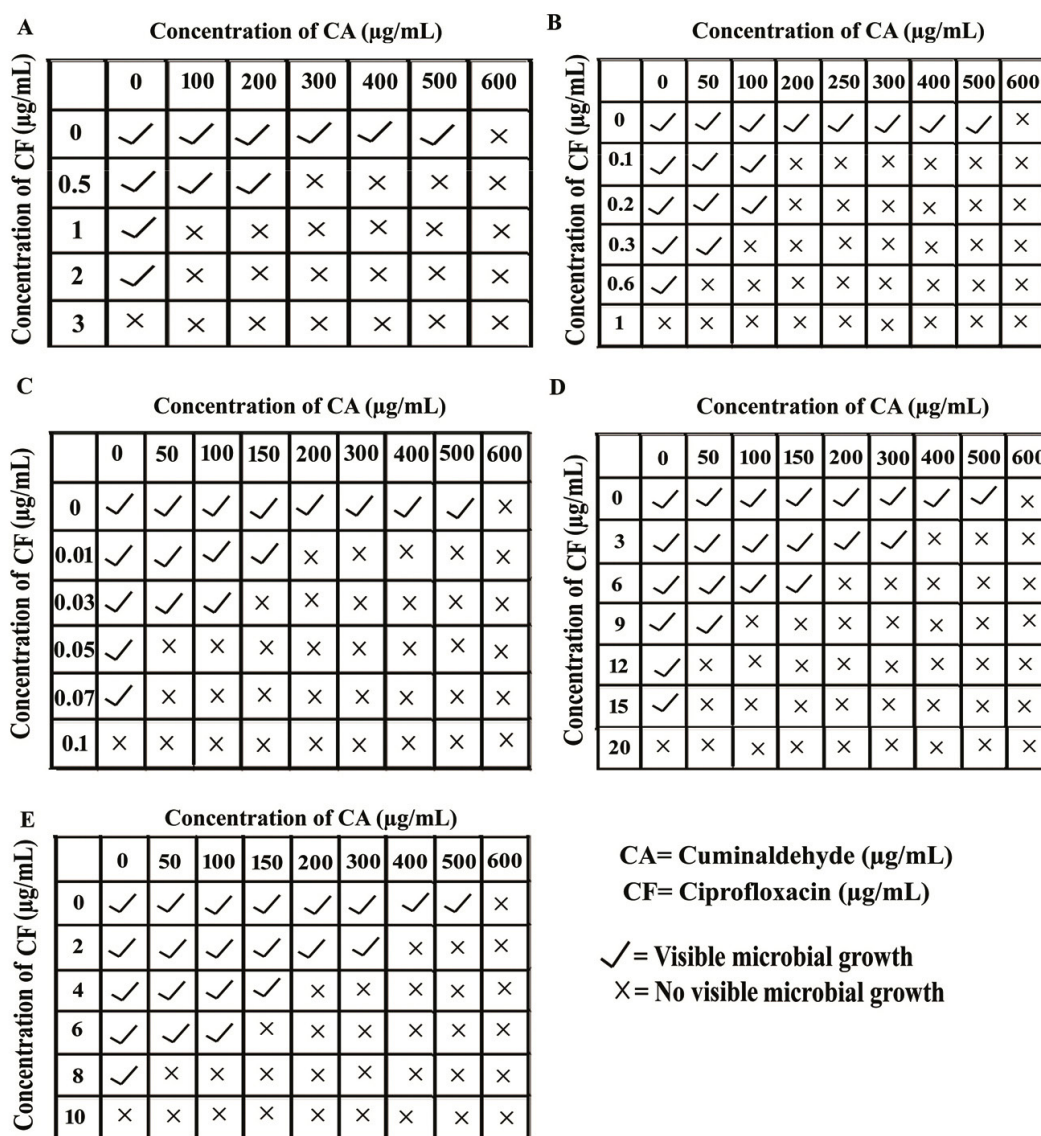 A
Concentration of CA (µg/mL)
Concentration of CF (µg/mL)
0 100 200 300 400 500 600
0 ✓ ✓ ✓ ✓ ✓ ✓ ×
0.5 ✓ ✓ ✓ × × × ×
1 ✓ × × × × × ×
2 ✓ × × × × × ×
3 × × × × × × ×
B
Concentration of CA (µg/mL)
Concentration of CF (µg/mL)
0 50 100 200 250 300 400 500 600
0 ✓ ✓ ✓ ✓ ✓ ✓ ✓ ✓ ×
0.1 ✓ ✓ ✓ × × × × × ×
0.2 ✓ ✓ ✓ × × × × × ×
0.3 ✓ ✓ × × × × × × ×
0.6 ✓ × × × × × × × ×
1 × × × × × × × × ×
C
Concentration of CA (µg/mL)
Concentration of CF (µg/mL)
0 50 100 150 200 300 400 500 600
0 ✓ ✓ ✓ ✓ ✓ ✓ ✓ ✓ ×
0.01 ✓ ✓ ✓ ✓ × × × × ×
0.03 ✓ ✓ ✓ × × × × × ×
0.05 ✓ × × × × × × × ×
0.07 ✓ × × × × × × × ×
0.1 × × × × × × × × ×
D
Concentration of CA (µg/mL)
Concentration of CF (µg/mL)
0 50 100 150 200 300 400 500 600
0 ✓ ✓ ✓ ✓ ✓ ✓ ✓ ✓ ×
3 ✓ ✓ ✓ ✓ ✓ ✓ × × ×
6 ✓ ✓ ✓ ✓ × × × × ×
9 ✓ ✓ × × × × × × ×
12 ✓ × × × × × × × ×
15 ✓ × × × × × × × ×
20 × × × × × × × × ×
E
Concentration of CA (µg/mL)
Concentration of CF (µg/mL)
0 50 100 150 200 300 400 500 600
0 ✓ ✓ ✓ ✓ ✓ ✓ ✓ ✓ ×
2 ✓ ✓ ✓ ✓ ✓ ✓ × × ×
4 ✓ ✓ ✓ ✓ × × × × ×
6 ✓ ✓ ✓ × × × × × ×
8 ✓ × × × × × × × ×
10 × × × × × × × × ×
CA= Cuminaldehyde (µg/mL)
CF= Ciprofloxacin (µg/mL)
✓= Visible microbial growth
×= No visible microbial growth